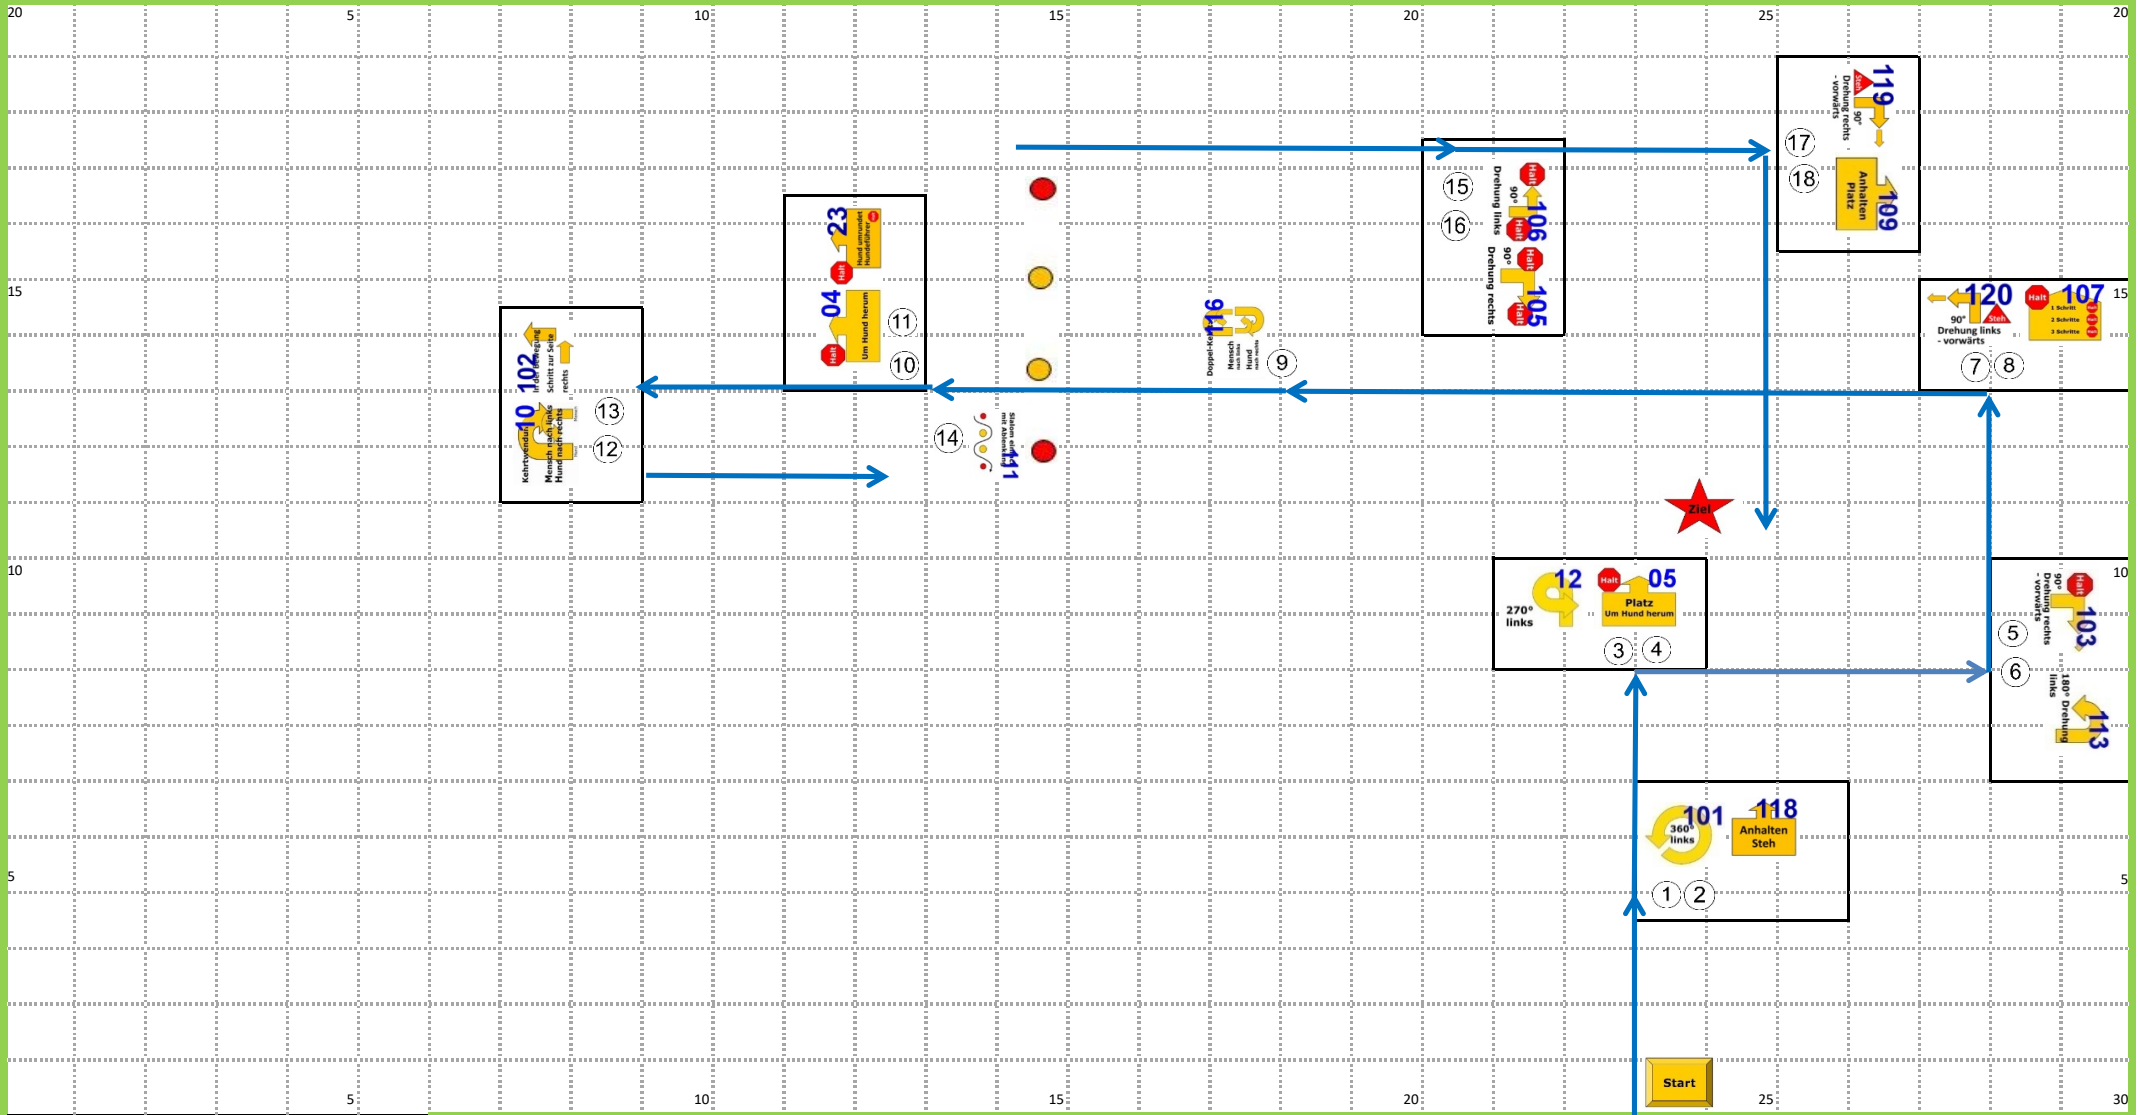 20 5 10 15 20 25 20
119
Steh
90°
Drehung rechts
- vorwärts
17
18
Anhalten
Platz
109
15
16
Halt
90°
Drehung links
106
Halt
Halt
90°
Drehung rechts
105
Halt
23
Hund umrundet
Hundeführer
Halt
04
Um Hund herum
Halt
11
10
15
15
120
Steh
90°
Drehung links
- vorwärts
Halt
107
1 Schritt
2 Schritte
3 Schritte
7 8
116
Mensch
nach links
Hund
nach rechts
9
102
Schritt zur Seite
rechts
10
Kehrtwendung
Mensch nach links
Hund nach rechts
13
12
14
111
Ziel
10
10
12
270°
links
Halt
05
Platz
Um Hund herum
3 4
Halt
90°
Drehung rechts
- vorwärts
103
5
6
180° Drehung
links
113
101
360°
links
118
Anhalten
Steh
1 2
5
5
Start
5 10 15 20 25 30